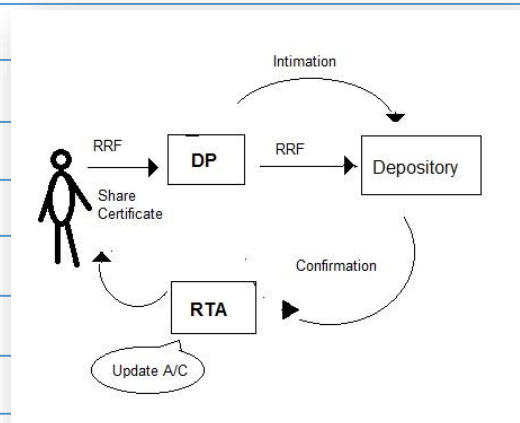 Intimation
RRF
DP
RRF
Depository
Share
Certificate
Confirmation
RTA
Update A/C